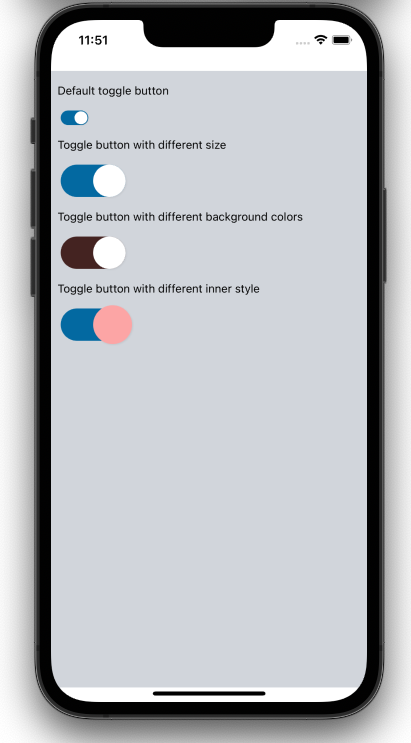 11:51
Default toggle button
Toggle button with different size
Toggle button with different background colors
Toggle button with different inner style